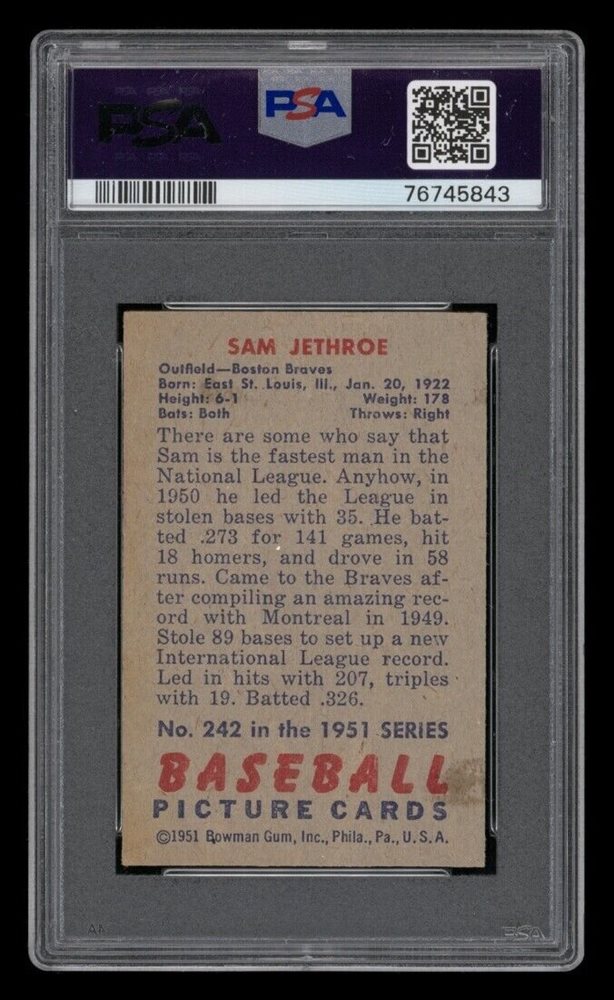 PSA
PSA
76745843
SAM JETHROE
Outfield—Boston Braves
Born: East St. Louis, Ill., Jan. 20, 1922
Height: 6-1 Weight: 178
Bats: Both Throws: Right
There are some who say that
Sam is the fastest man in the
National League. Anyhow, in
1950 he led the League in
stolen bases with 35. He bat-
ted .273 for 141 games, hit
18 homers, and drove in 58
runs. Came to the Braves af-
ter compiling an amazing rec-
ord with Montreal in 1949.
Stole 89 bases to set up a new
International League record.
Led in hits with 207, triples
with 19. Batted .326.
No. 242 in the 1951 SERIES
BASEBALL
PICTURE CARDS
©1951 Bowman Gum, Inc., Phila., Pa., U.S.A.
PSA